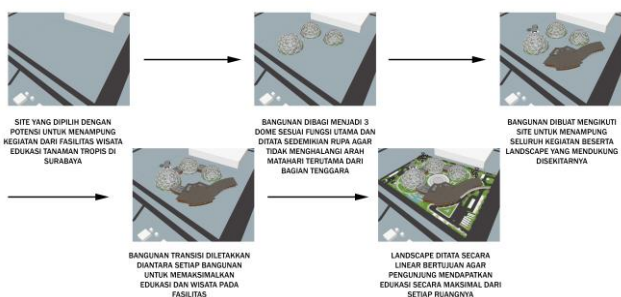 SITE YANG DIPILIH DENGAN
POTENSI UNTUK MENAMPUNG
KEGIATAN DARI FASILITAS WISATA
EDUKASI TANAMAN TROPIS DI
SURABAYA
BANGUNAN DIBAGI MENJADI 3
DOME SESUAI FUNGSI UTAMA DAN
DITATA SEDEMIKIAN RUPA AGAR
TIDAK MENGHALANGI ARAH
MATAHARI TERUTAMA DARI
BAGIAN TENGGARA
BANGUNAN DIBUAT MENGIKUTI
SITE UNTUK MENAMPUNG
SELURUH KEGIATAN BESERTA
LANDSCAPE YANG MENDUKUNG
DISEKITARNYA
BANGUNAN TRANSISI DILETAKKAN
DIANTARA SETIAP BANGUNAN
UNTUK MEMAKSIMALKAN
EDUKASI DAN WISATA PADA
FASILITAS
LANDSCAPE DITATA SECARA
LINEAR BERTUJUAN AGAR
PENGUNJUNG MENDAPATKAN
EDUKASI SECARA MAKSIMAL DARI
SETIAP RUANGNYA